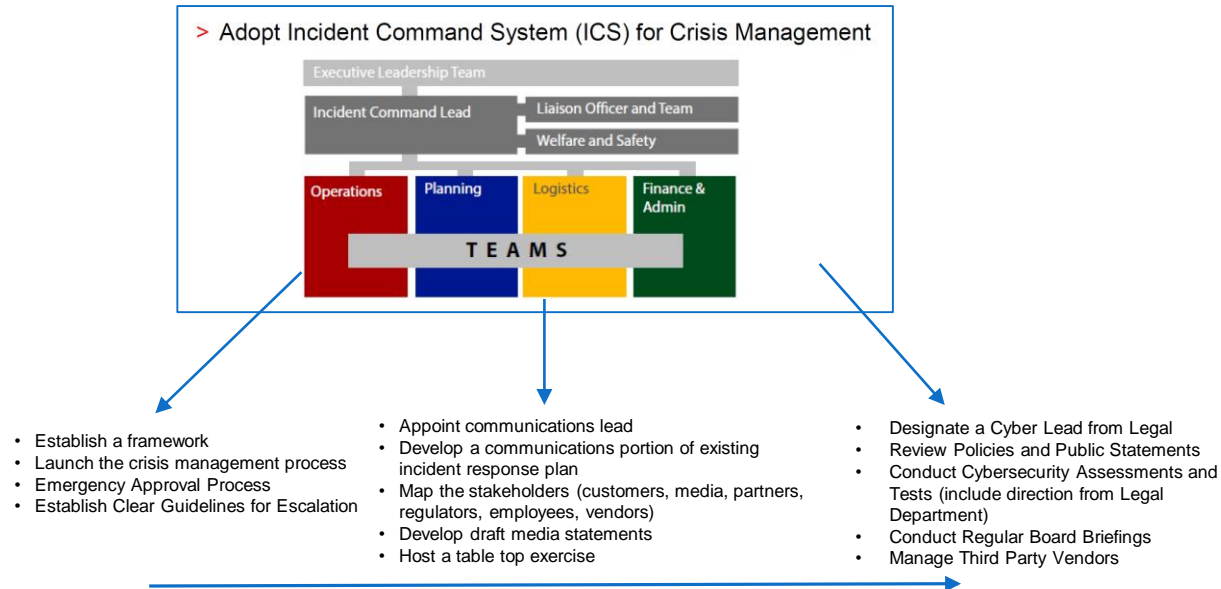 > Adopt Incident Command System (ICS) for Crisis Management
Executive Leadership Team
Incident Command Lead
Liaison Officer and Team
Welfare and Safety
Operations
Planning
Logistics
Finance &
Admin
TEAMS
• Establish a framework
• Launch the crisis management process
• Emergency Approval Process
• Establish Clear Guidelines for Escalation
• Appoint communications lead
• Develop a communications portion of existing
incident response plan
• Map the stakeholders (customers, media, partners,
regulators, employees, vendors)
• Develop draft media statements
• Host a table top exercise
• Designate a Cyber Lead from Legal
• Review Policies and Public Statements
• Conduct Cybersecurity Assessments and
Tests (include direction from Legal
Department)
• Conduct Regular Board Briefings
• Manage Third Party Vendors